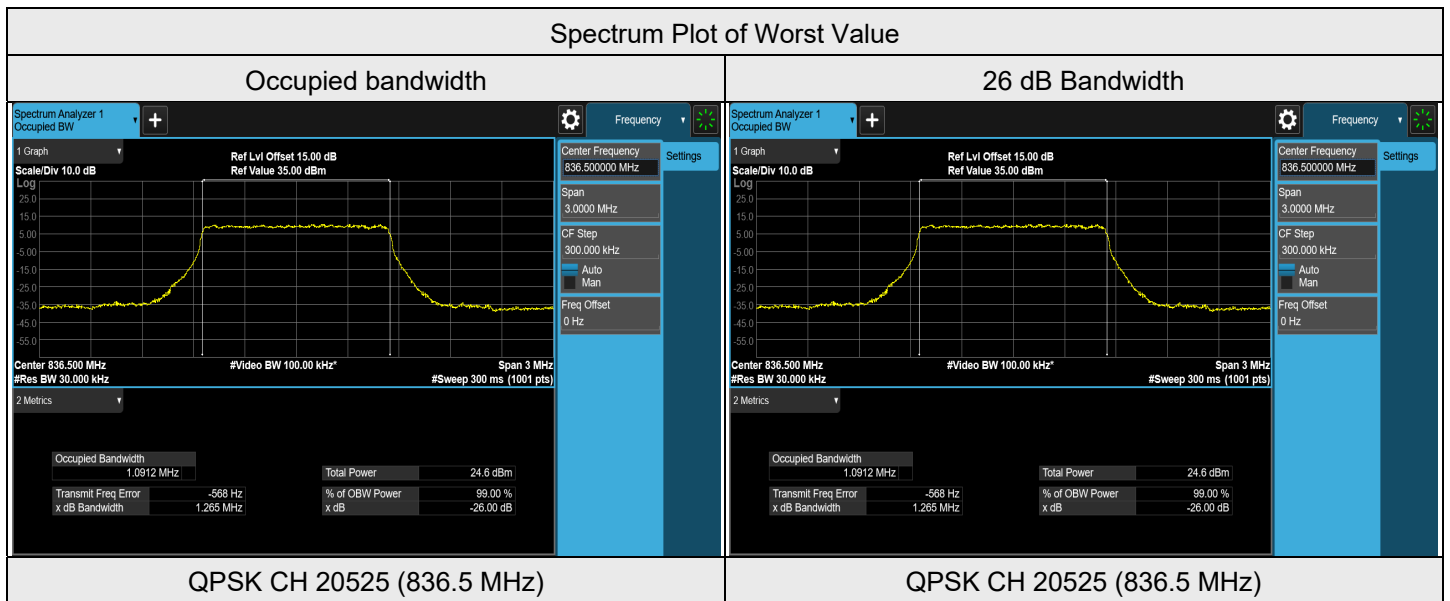 Spectrum Plot of Worst Value
Occupied bandwidth
26 dB Bandwidth
Spectrum Analyzer 1
Occupied BW
+
Frequency
1 Graph
Ref Lvl Offset 15.00 dB
Scale/Div 10.0 dB
Ref Value 35.00 dBm
Log
25.0
15.0
5.00
-5.00
-15.0
-25.0
-35.0
-45.0
-55.0
Center 836.500 MHz
#Video BW 100.00 kHz*
Span 3 MHz
#Res BW 30.000 kHz
#Sweep 300 ms (1001 pts)
Center Frequency
836.500000 MHz
Settings
Span
3.0000 MHz
CF Step
300.000 kHz
Auto
Man
Freq Offset
0 Hz
2 Metrics
Occupied Bandwidth
1.0912 MHz
Total Power 24.6 dBm
Transmit Freq Error -568 Hz
% of OBW Power 99.00 %
x dB Bandwidth 1.265 MHz
x dB -26.00 dB
Spectrum Analyzer 1
Occupied BW
+
Frequency
1 Graph
Ref Lvl Offset 15.00 dB
Scale/Div 10.0 dB
Ref Value 35.00 dBm
Log
25.0
15.0
5.00
-5.00
-15.0
-25.0
-35.0
-45.0
-55.0
Center 836.500 MHz
#Video BW 100.00 kHz*
Span 3 MHz
#Res BW 30.000 kHz
#Sweep 300 ms (1001 pts)
Center Frequency
836.500000 MHz
Settings
Span
3.0000 MHz
CF Step
300.000 kHz
Auto
Man
Freq Offset
0 Hz
2 Metrics
Occupied Bandwidth
1.0912 MHz
Total Power 24.6 dBm
Transmit Freq Error -568 Hz
% of OBW Power 99.00 %
x dB Bandwidth 1.265 MHz
x dB -26.00 dB
QPSK CH 20525 (836.5 MHz)
QPSK CH 20525 (836.5 MHz)